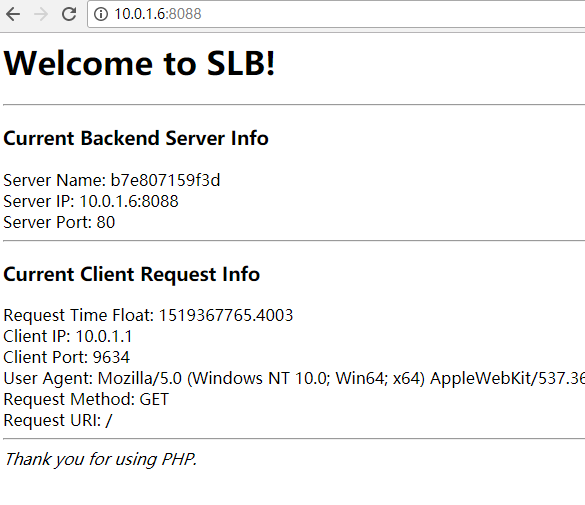 10.0.1.6:8088
Welcome to SLB!
Current Backend Server Info
Server Name: b7e807159f3d
Server IP: 10.0.1.6:8088
Server Port: 80
Current Client Request Info
Request Time Float: 1519367765.4003
Client IP: 10.0.1.1
Client Port: 9634
User Agent: Mozilla/5.0 (Windows NT 10.0; Win64; x64) AppleWebKit/537.36
Request Method: GET
Request URI: /
Thank you for using PHP.